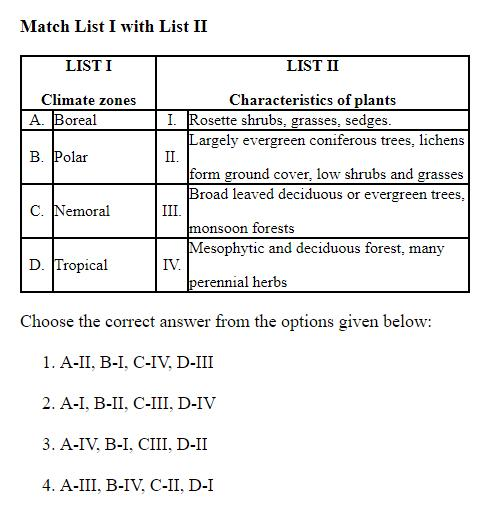 Match List I with List II
LIST I
Climate zones
LIST II
Characteristics of plants
A. Boreal
I. Rosette shrubs, grasses, sedges.
B. Polar
II. Largely evergreen coniferous trees, lichens
form ground cover, low shrubs and grasses
C. Nemoral
III. Broad leaved deciduous or evergreen trees,
monsoon forests
D. Tropical
IV. Mesophytic and deciduous forest, many
perennial herbs
Choose the correct answer from the options given below:
1. A-II, B-I, C-IV, D-III
2. A-I, B-II, C-III, D-IV
3. A-IV, B-I, CIII, D-II
4. A-III, B-IV, C-II, D-I